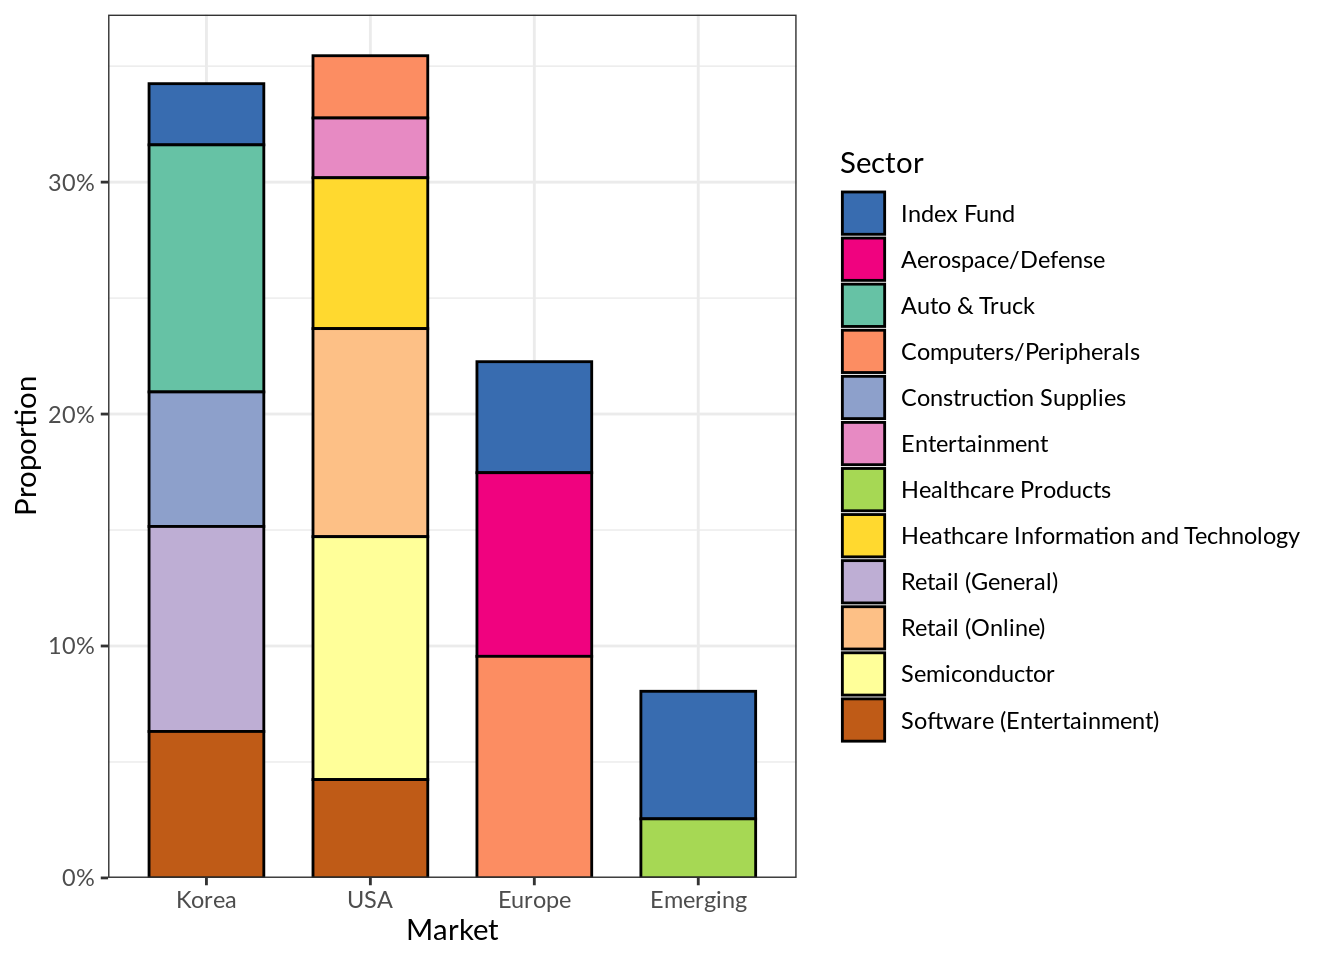 Proportion
30%
20%
10%
0%
Korea
USA
Europe
Emerging
Market
Sector
Index Fund
Aerospace/Defense
Auto & Truck
Computers/Peripherals
Construction Supplies
Entertainment
Healthcare Products
Heathcare Information and Technology
Retail (General)
Retail (Online)
Semiconductor
Software (Entertainment)